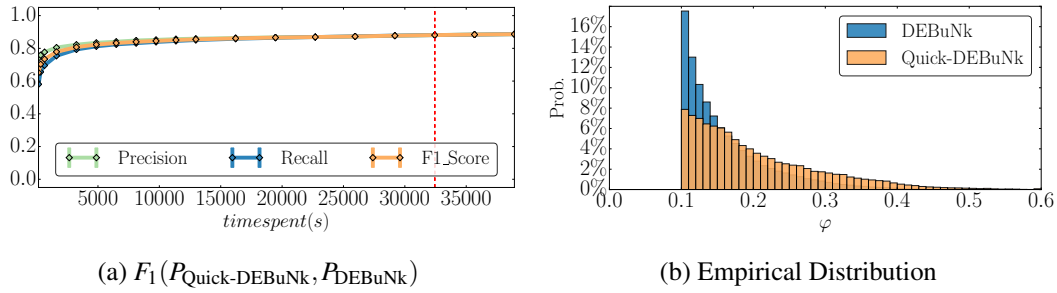 1.0
0.8
0.6
0.4
0.2
0.0
Precision Recall F1_Score
5000 10000 15000 20000 25000 30000 35000
timespent(s)
(a) F₁(P_Quick-DEBuNk, P_DEBuNk)
Prob.
16%
14%
12%
10%
8%
6%
4%
2%
0%
DEBuNk
Quick-DEBuNk
0.0 0.1 0.2 0.3 0.4 0.5 0.6
φ
(b) Empirical Distribution